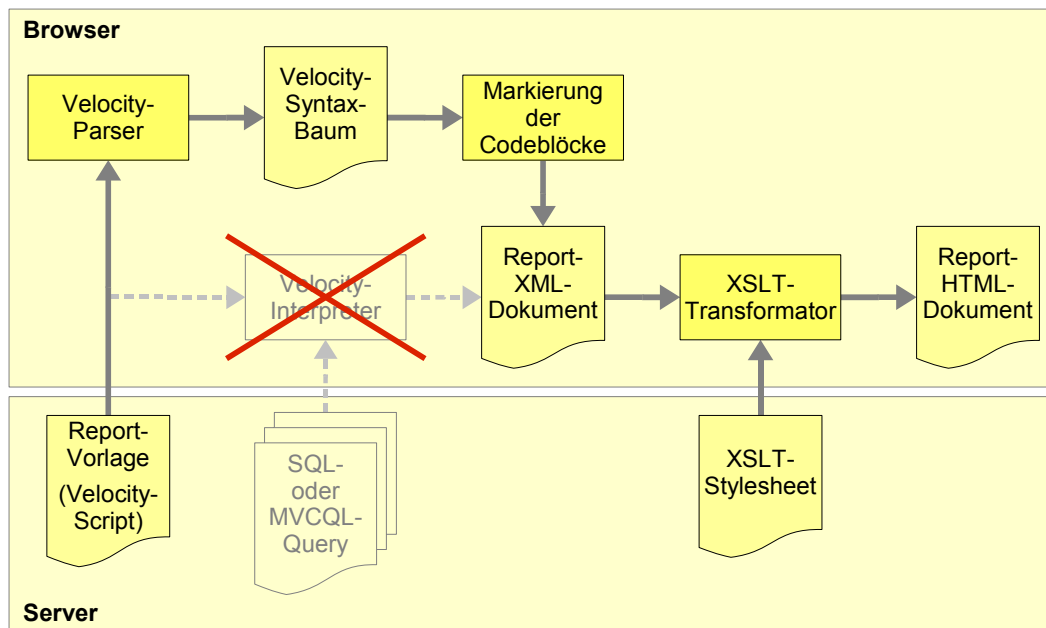 Browser
Velocity-
Parser
Velocity-
Syntax-
Baum
Markierung
der
Codeblöcke
Velocity-
Interpreter
Report-
XML-
Dokument
XSLT-
Transformator
Report-
HTML-
Dokument
Report-
Vorlage
(Velocity-
Script)
SQL-
oder
MVCQL-
Query
XSLT-
Stylesheet
Server